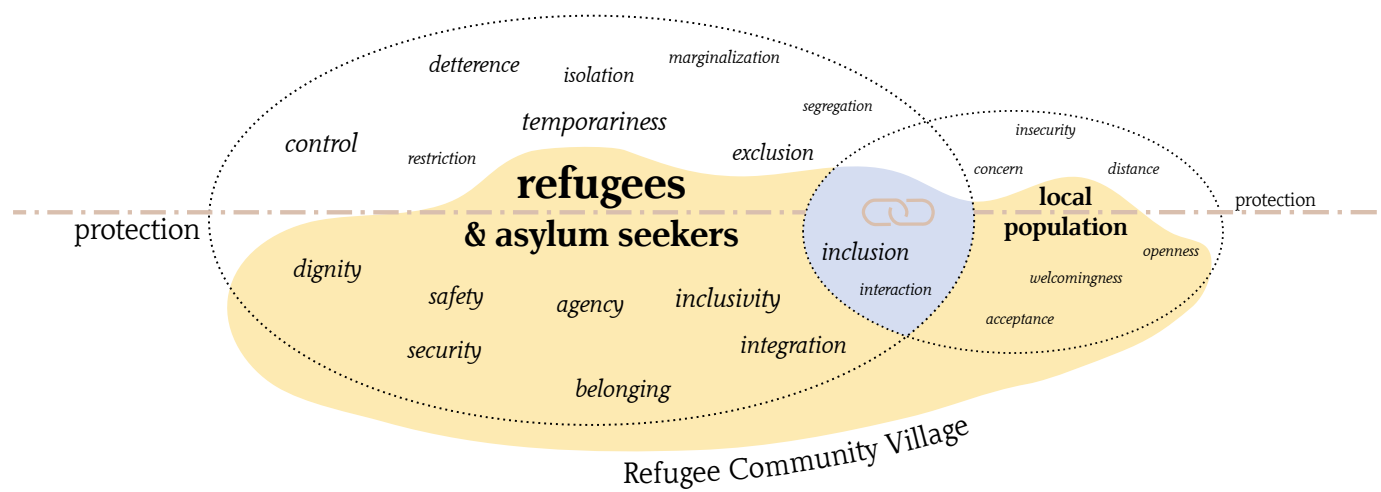 detterence
isolation
marginalization
segregation
temporariness
control
restriction
exclusion
insecurity
concern
distance
refugees
& asylum seekers
local
population
protection
protection
dignity
safety
agency
inclusivity
security
integration
belonging
inclusion
interaction
openness
welcomingness
acceptance
Refugee Community Village